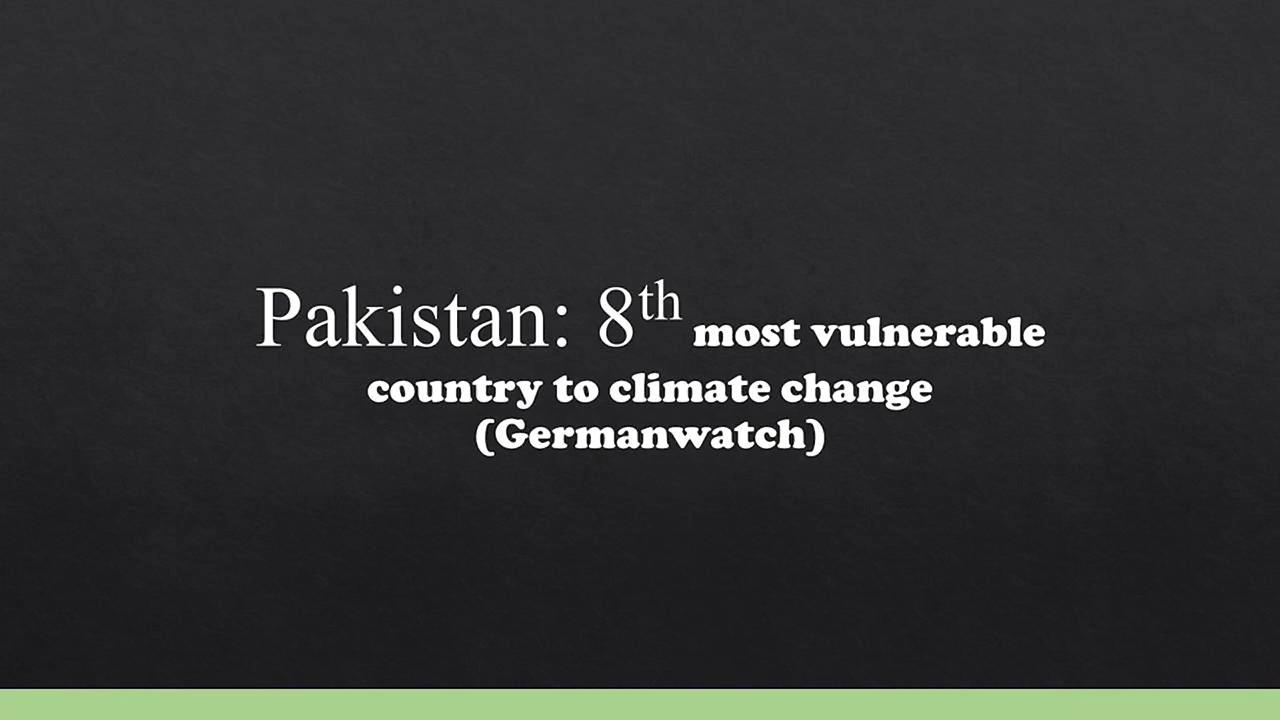 Pakistan: 8th most vulnerable
country to climate change
(Germanwatch)